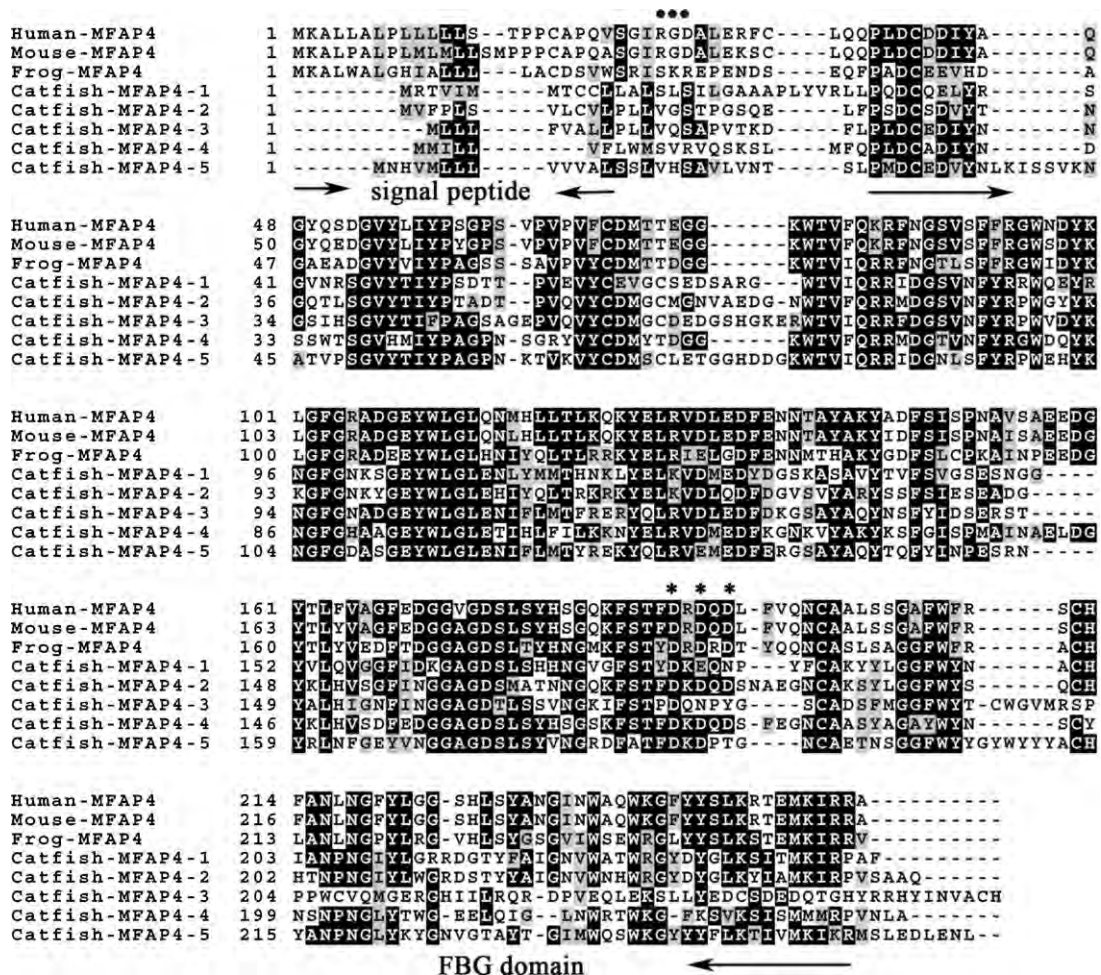 ●●●
Human-MFAP4 1 MKALLALPLLLLLS--TPPCAPQVSGIRGDALERFC----LQQPLDCDDIYA-------Q
Mouse-MFAP4 1 MKALPALPLMLMLLSMPPPCAPQASGIRGDALEKSC----LQQPLDCDDIYA-------Q
Frog-MFAP4 1 MKALWALGHIALLL----LACDSVWSRISKREPENDS---EQFPADCEEVHD-------A
Catfish-MFAP4-1 1 --------MRTVIM-----MTCCLLALSLSILGAAAPLYVRLLPQDCQELYR-------S
Catfish-MFAP4-2 1 --------MVFPLS-----VLCVLPLLVGSTPGSQE----LFPSDCSDVYT-------N
Catfish-MFAP4-3 1 ----------MLLL-----FVALLPLLVQSAPVTKD----FLPLDCEDIYN-------D
Catfish-MFAP4-4 1 --------MMILL------VFLWMSVRVQSKSL----MFQPLDCADIYN-------D
Catfish-MFAP4-5 1 ------MNHVMLLL-----VVVALSSLVHSAVLVNT----SLPMDCEDVYNLKISSVKN
signal peptide
Human-MFAP4 48 GYQSDGVYLIYPSGPS-VPVPVFCDMTTEGG------KWTVFQKRFNGSVSFFRGWNDYK
Mouse-MFAP4 50 GYQEDGVYLIYPYGPS-VPVPVFCDMTTEGG------KWTVFQKRFNGSVSFFRGWSDYK
Frog-MFAP4 47 GAEADGVYVIYPAGSS-SAVPVYCDMTTDGG------KWTVIQRRFNGTLSFFRGWIDYK
Catfish-MFAP4-1 41 GVNRSGVYTIYPSDTT--PVEVYCEVGCSEDSARG--WTVIQRRIDGSVNFYRRWQEYR
Catfish-MFAP4-2 36 GQTLSGVYTIYPTADT--PVQVYCDMGCMGNVAEDG-NWTVIQRRMDGSVNFYRPWGYYK
Catfish-MFAP4-3 34 GSIHSGVYTIFPAGSAGEPVQVYCDMGCDEDGSHGKERWTVIQRRFDGSVNFYRPWVDYK
Catfish-MFAP4-4 33 SSWTSGVHMIYPAGPN-SGRYVYCDMYTDGG------KWTVIQRRMDGTVNFYRGWDQYK
Catfish-MFAP4-5 45 ATVPSGVYTIYPAGPN-KTVKVYCDMSCLETGGHDDGKWTVIQRRIDGNLSFYRPWEHYK
Human-MFAP4 101 LGFGRADGEYWLGLQNMHLLTLKQKYELRVDLEDFENNTAYAKYADFSISPNAVSAEEDG
Mouse-MFAP4 103 LGFGRADGEYWLGLQNLHLLTLKQKYELRVDLEDFENNTAYAKYIDFSISPNAISAEEDG
Frog-MFAP4 100 LGFGRADEEYWLGLHNIYQLTLRRKYELRIELGDFENNMTHAKYGDFSLCPKAINPEEDG
Catfish-MFAP4-1 96 NGFGNKSGEYWLGLENLYMMTHNKLYELKVDMEDYDGSKASAVYTVFSVGSESNGG----
Catfish-MFAP4-2 93 KGFGNKYGEYWLGLEHIYQLTRKRKYELKVDLQDFDGVSVYARYSSFSIESEADG-----
Catfish-MFAP4-3 94 NGFGNADGEYWLGLENIFLMTFRERYQLRVDLEDFDKGSAYAQYNSFYIDSERST-----
Catfish-MFAP4-4 86 NGFGHAAGEYWLGLETIHLFILKKNYELRVDMEDFKGNKVYAKYKSFGISPMAINAELDG
Catfish-MFAP4-5 104 NGFGDASGEYWLGLENIFLMTYREKYQLRVEMEDFERGSAYAQYTQFYINPESRN-----
* * *
Human-MFAP4 161 YTLFVAGFEDGGVGDSLSYHSGQKFSTFDRDQDL-FVQNCAALSSGAFWFR------SCH
Mouse-MFAP4 163 YTLYVAGFEDGGAGDSLSYHSGQKFSTFDRDQDL-FVQNCAALSSGAFWFR------SCH
Frog-MFAP4 160 YTLYVEDFTDGGAGDSLTYHNGMKFSTYDRDRDT-YQQNCASLSAGGFWFR------ACH
Catfish-MFAP4-1 152 YVLQVGGFIDKGAGDSLSHHNGVGFSTYDKEQNP---YFCAKYYLGGFWYN------ACH
Catfish-MFAP4-2 148 YKLHVSGFINGGAGDSMATNNGQKFSTFDKDQDSNAEGNCAKSYLGGFWYS------QCH
Catfish-MFAP4-3 149 YALHIGNFINGGAGDTLSSVNGKIFSTPDQNPYG----SCADSFMGGFWYT-CWGVMRSP
Catfish-MFAP4-4 146 YKLHVSDFEDGGAGDSLSYHSGSKFSTFDKDQDS-FEGNCAASYAGAYWYN------SCY
Catfish-MFAP4-5 159 YRLNFGEYVNGGAGDSLSYVNGRDFATFDKDPTG----NCAETNSGGFWYYGYWYYYACH
Human-MFAP4 214 FANLNGFYLGG-SHLSYANGINWAQWKGFYYSLKRTEMKIRRA----------
Mouse-MFAP4 216 FANLNGFYLGG-SHLSYANGINWAQWKGFYYSLKRTEMKIRRA----------
Frog-MFAP4 213 LANLNGPYLRG-VHLSYGSGVIWSEWRGLYYSLKSTEMKIRRV----------
Catfish-MFAP4-1 203 IANPNGIYLGRRDGTYFAIGNVWATWRGYDYGLKSITMKIRPAF---------
Catfish-MFAP4-2 202 HTNPNGIYLWGRDSTYYAIGNVWNHWRGYDYGLKYIAMKIRPVSAAQ------
Catfish-MFAP4-3 204 PPWCVQMGERGHIILRQR-DPVEQLEKSLLYEDCSDEDQTGHYRRHYINVACH
Catfish-MFAP4-4 199 NSNPNGLYTWG-EELQIG--LNWRTWKG-FKSVKSISMMMRPVNLA-------
Catfish-MFAP4-5 215 YANPNGLYKYGNVGTAYT-GIMWQSWKGYYYFLKTIVMKIKRMSLEDLENL--
FBG domain